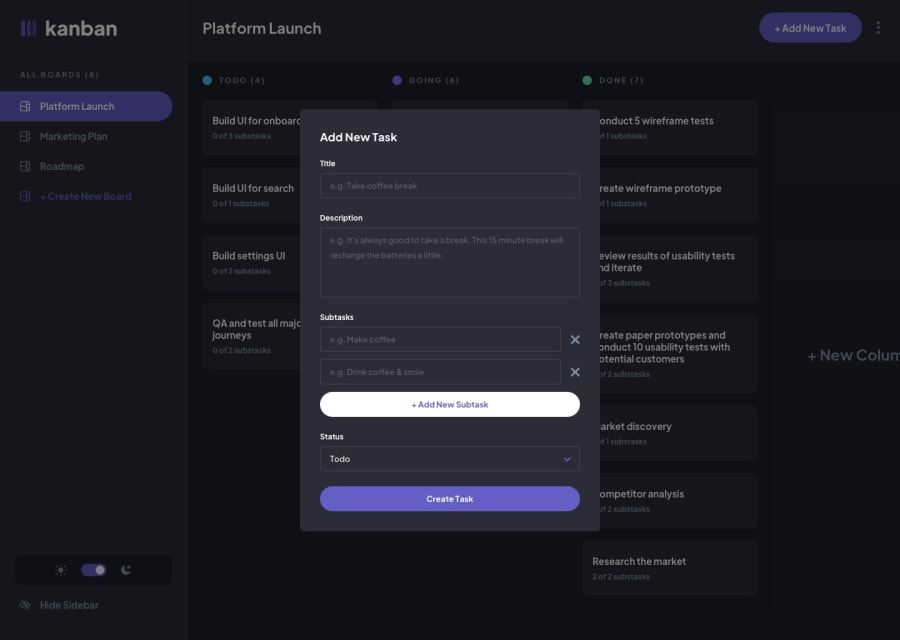 kanban
Platform Launch
+ Add New Task
ALL BOARDS (8)
Platform Launch
Marketing Plan
Roadmap
+ Create New Board
Hide Sidebar
TODO (4)
Build UI for onboard
0 of 3 substasks
Build UI for search
0 of 1 substasks
Build settings UI
0 of 2 substasks
QA and test all majo
journeys
0 of 2 substasks
DOING (6)
DONE (7)
onduct 5 wireframe tests
of 1 substasks
reate wireframe prototype
of 1 substasks
eview results of usability tests
nd iterate
of 3 substasks
reate paper prototypes and
onduct 10 usability tests with
otential customers
of 2 substasks
arket discovery
of 1 substasks
ompetitor analysis
of 2 substasks
Research the market
2 of 2 substasks
+ New Colum
Add New Task
Title
e.g. Take coffee break
Description
e.g. It's always good to take a break. This 15 minute break will
recharge the batteries a little.
Subtasks
e.g. Make coffee
e.g. Drink coffee & smile
+ Add New Subtask
Status
Todo
Create Task